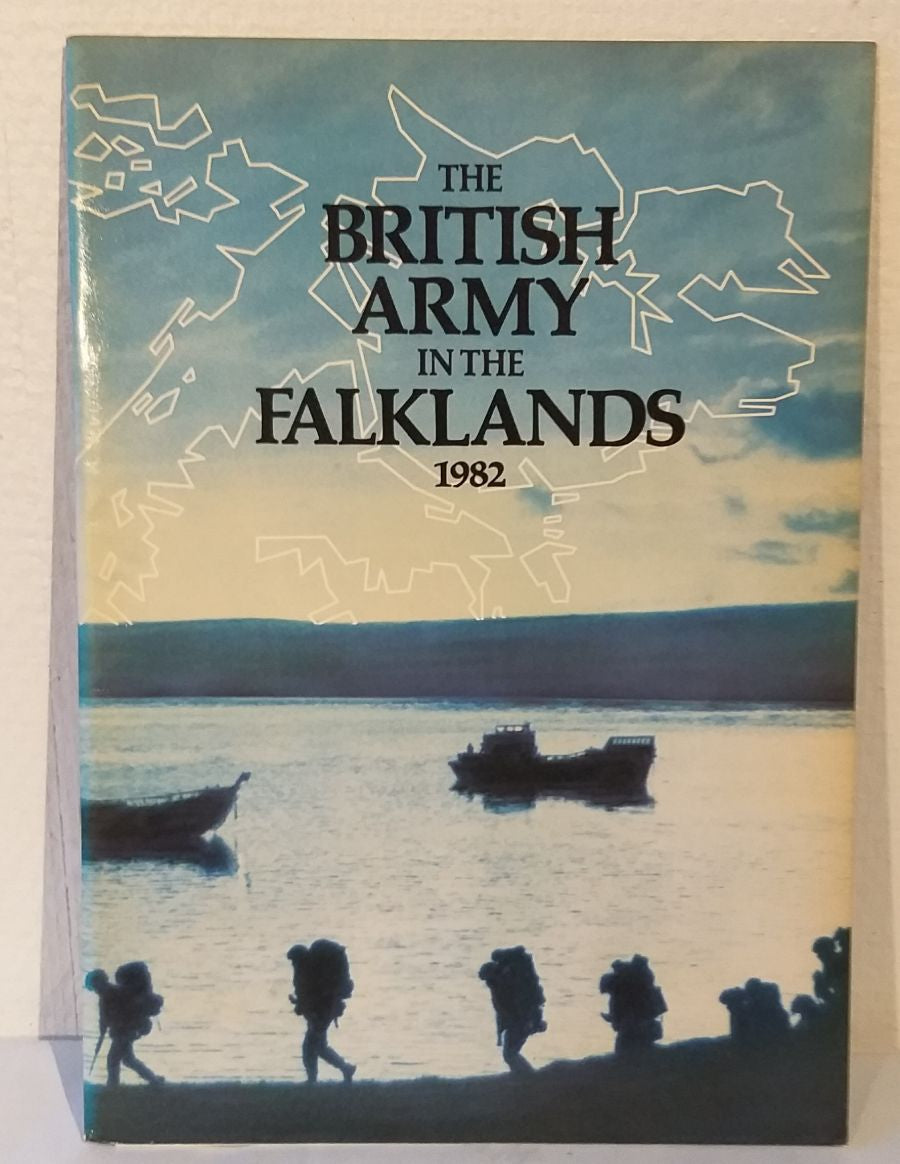 THE
BRITISH
ARMY
IN THE
FALKLANDS
1982